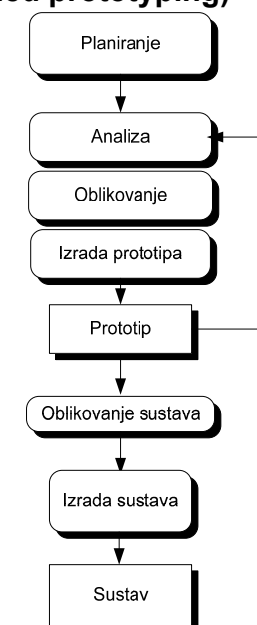 prototyping)
Planiranje
Analiza
Oblikovanje
Izrada prototipa
Prototip
Oblikovanje sustava
Izrada sustava
Sustav